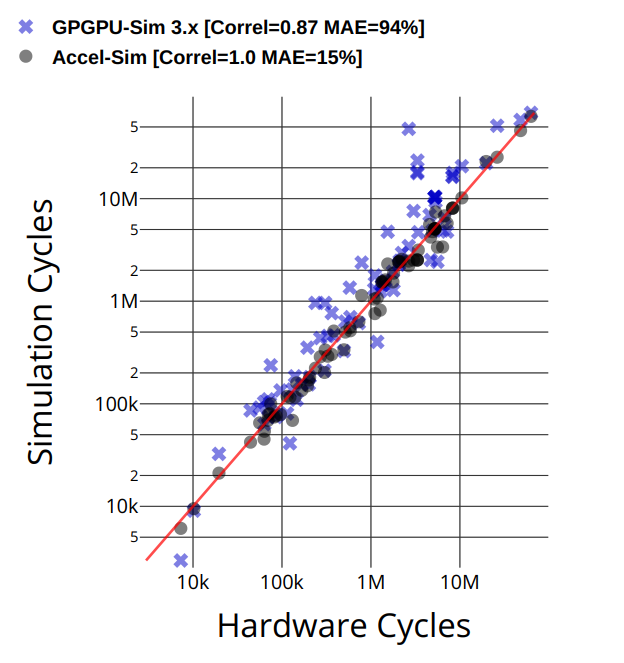 GPGPU-Sim 3.x [Correl=0.87 MAE=94%]
Accel-Sim [Correl=1.0 MAE=15%]
Simulation Cycles
5
2
10M
5
2
1M
5
2
100k
5
2
10k
5
10k 100k 1M 10M
Hardware Cycles